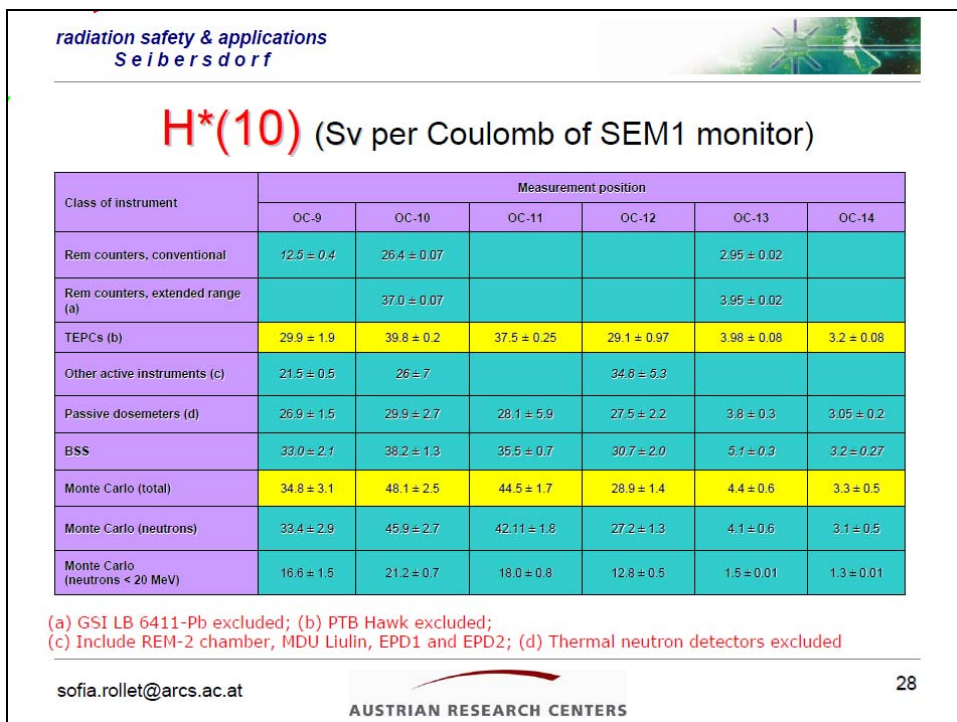 radiation safety & applications
Seibersdorf
H*(10) (Sv per Coulomb of SEM1 monitor)
Class of instrument
Measurement position
OC-9 OC-10 OC-11 OC-12 OC-13 OC-14
Rem counters, conventional 12.5 ± 0.4 26.4 ± 0.07 2.95 ± 0.02
Rem counters, extended range
(a) 37.0 ± 0.07 3.95 ± 0.02
TEPCs (b) 29.9 ± 1.9 39.8 ± 0.2 37.5 ± 0.25 29.1 ± 0.97 3.98 ± 0.08 3.2 ± 0.08
Other active instruments (c) 21.5 ± 0.5 26 ± 7 34.8 ± 5.3
Passive dosemeters (d) 26.9 ± 1.5 29.9 ± 2.7 28.1 ± 5.9 27.5 ± 2.2 3.8 ± 0.3 3.05 ± 0.2
BSS 33.0 ± 2.1 38.2 ± 1.3 35.5 ± 0.7 30.7 ± 2.0 5.1 ± 0.3 3.2 ± 0.27
Monte Carlo (total) 34.8 ± 3.1 48.1 ± 2.5 44.5 ± 1.7 28.9 ± 1.4 4.4 ± 0.6 3.3 ± 0.5
Monte Carlo (neutrons) 33.4 ± 2.9 45.9 ± 2.7 42.11 ± 1.8 27.2 ± 1.3 4.1 ± 0.6 3.1 ± 0.5
Monte Carlo
(neutrons < 20 MeV) 16.6 ± 1.5 21.2 ± 0.7 18.0 ± 0.8 12.8 ± 0.5 1.5 ± 0.01 1.3 ± 0.01
(a) GSI LB 6411-Pb excluded; (b) PTB Hawk excluded;
(c) Include REM-2 chamber, MDU Liulin, EPD1 and EPD2; (d) Thermal neutron detectors excluded
sofia.rollet@arcs.ac.at
AUSTRIAN RESEARCH CENTERS
28